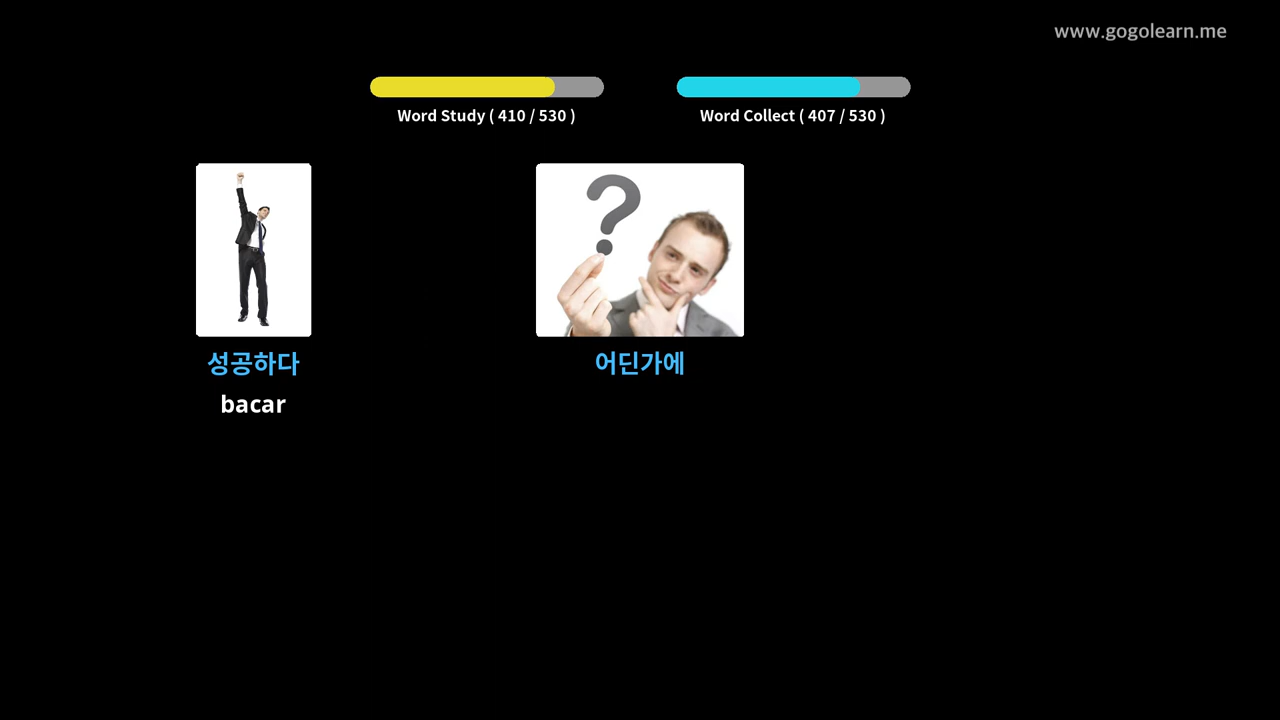 www.gogolearn.me
Word Study ( 410 / 530 )
Word Collect ( 407 / 530 )
?
성공하다
bacar
어딘가에